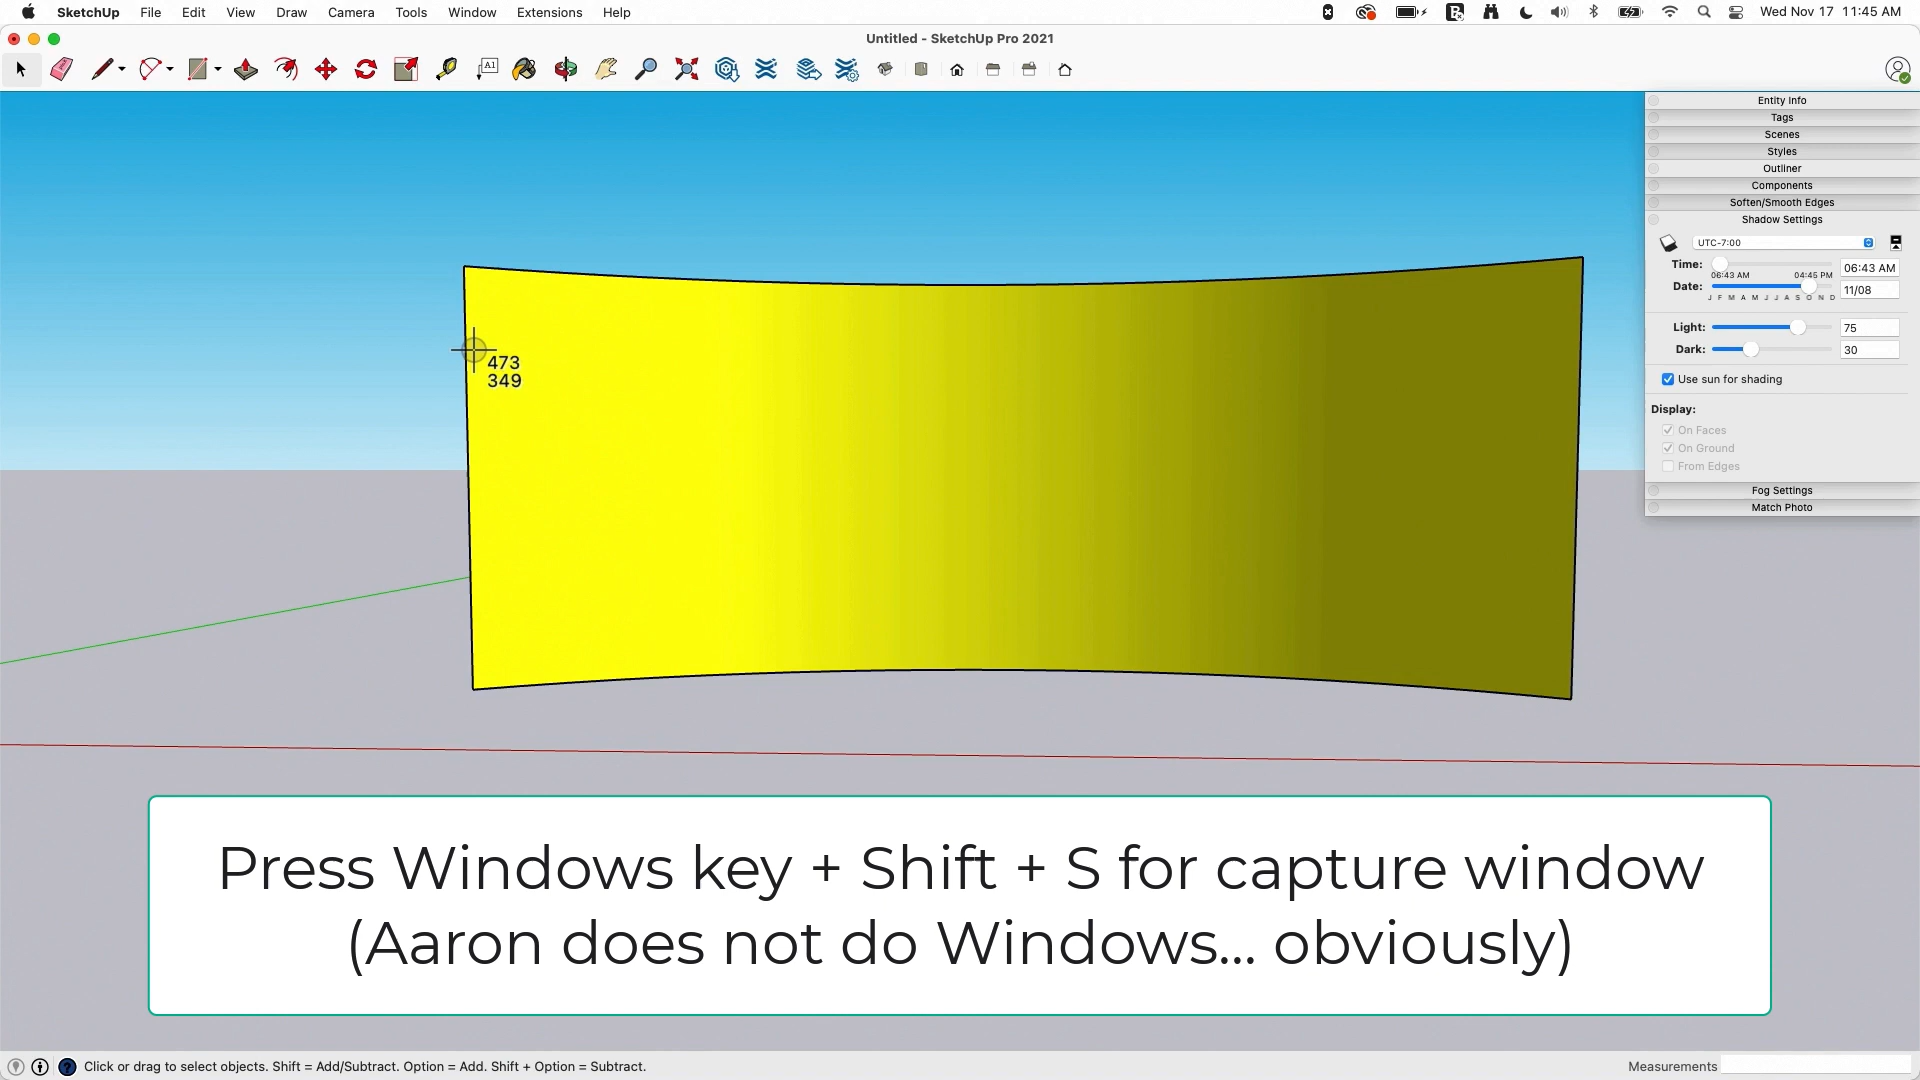 SketchUp File Edit View Draw Camera Tools Window Extensions Help Wed Nov 17 11:45 AM
Untitled - SketchUp Pro 2021
A1
Entity Info
Tags
Scenes
Styles
Outliner
Components
Soften/Smooth Edges
Shadow Settings
UTC-7:00
Time: 06:43 AM
06:43 AM 04:45 PM
Date: 11/08
J F M A M J J A S O N D
Light: 75
Dark: 30
Use sun for shading
Display:
On Faces
On Ground
From Edges
Fog Settings
Match Photo
473
349
Press Windows key + Shift + S for capture window
(Aaron does not do Windows... obviously)
Click or drag to select objects. Shift = Add/Subtract. Option = Add. Shift + Option = Subtract. Measurements